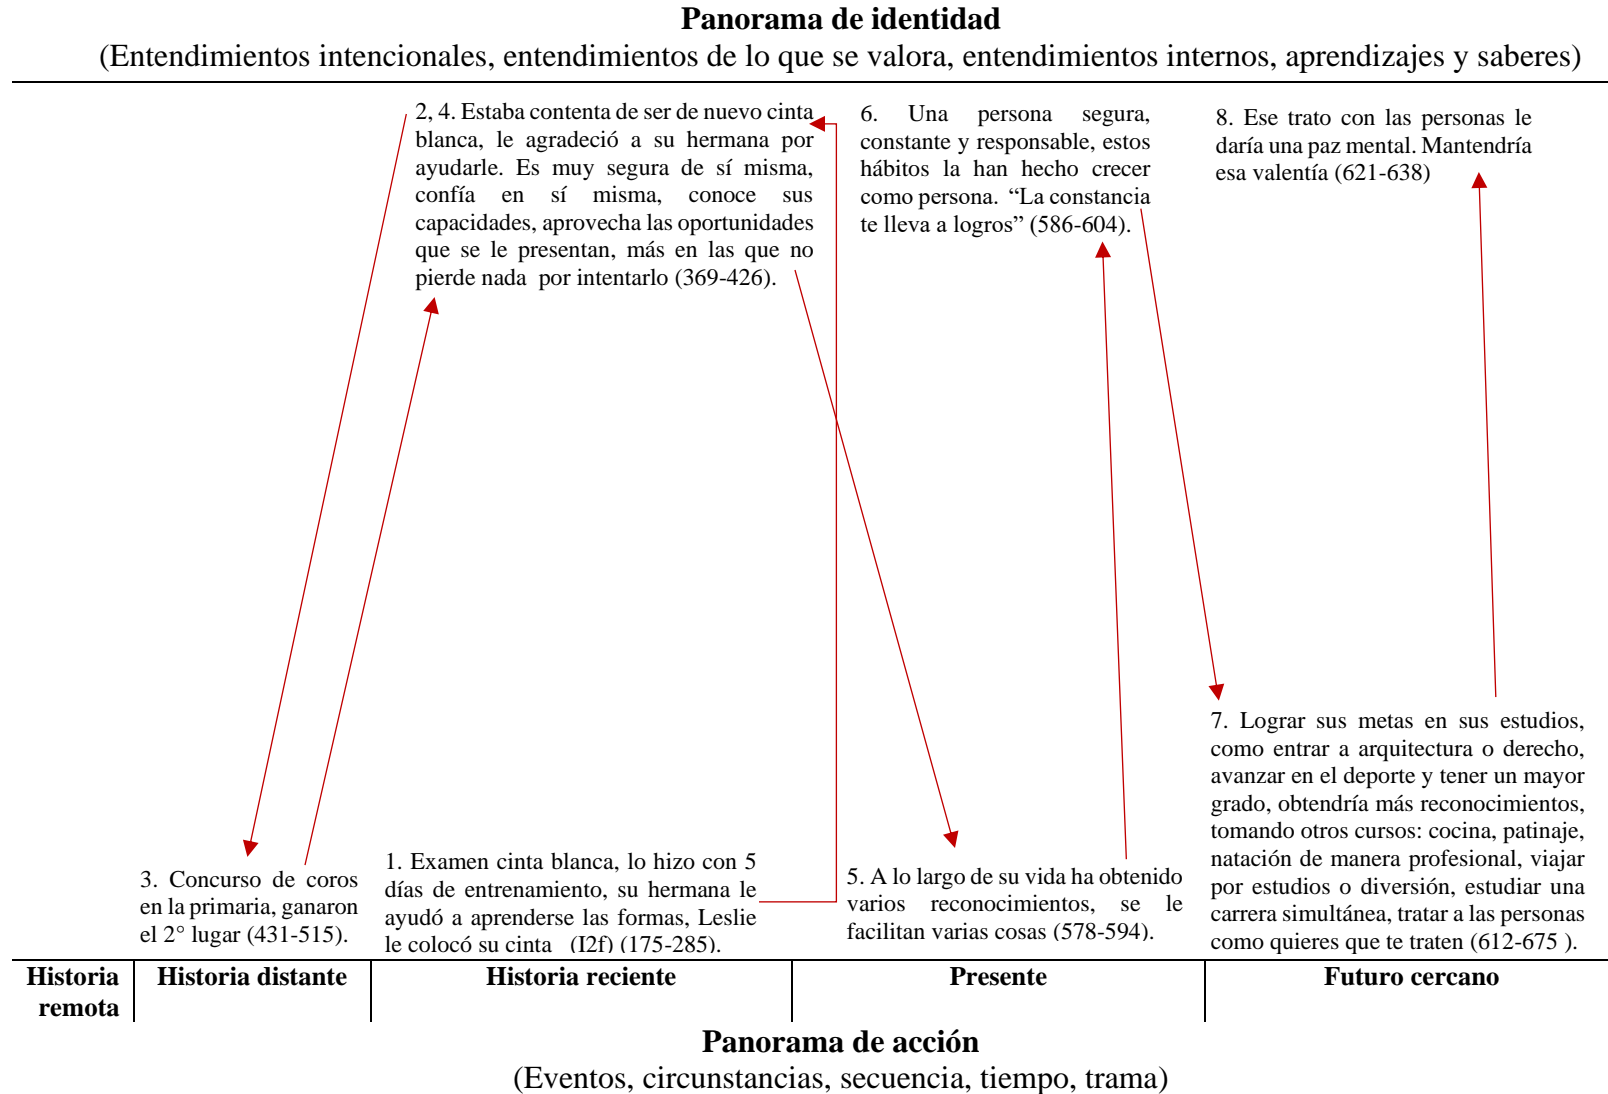 Panorama de identidad
(Entendimientos intencionales, entendimientos de lo que se valora, entendimientos internos, aprendizajes y saberes)
2, 4. Estaba contenta de ser de nuevo cinta
blanca, le agradeció a su hermana por
ayudarle. Es muy segura de sí misma,
confía en sí misma, conoce sus
capacidades, aprovecha las oportunidades
que se le presentan, más en las que no
pierde nada por intentarlo (369-426).
6. Una persona segura,
constante y responsable, estos
hábitos la han hecho crecer
como persona. “La constancia
te lleva a logros” (586-604).
8. Ese trato con las personas le
daría una paz mental. Mantendría
esa valentía (621-638)
3. Concurso de coros
en la primaria, ganaron
el 2° lugar (431-515).
1. Examen cinta blanca, lo hizo con 5
días de entrenamiento, su hermana le
ayudó a aprenderse las formas, Leslie
le colocó su cinta (I2f) (175-285).
5. A lo largo de su vida ha obtenido
varios reconocimientos, se le
facilitan varias cosas (578-594).
7. Lograr sus metas en sus estudios,
como entrar a arquitectura o derecho,
avanzar en el deporte y tener un mayor
grado, obtendría más reconocimientos,
tomando otros cursos: cocina, patinaje,
natación de manera profesional, viajar
por estudios o diversión, estudiar una
carrera simultánea, tratar a las personas
como quieres que te traten (612-675 ).
Historia
remota
Historia distante
Historia reciente
Presente
Futuro cercano
Panorama de acción
(Eventos, circunstancias, secuencia, tiempo, trama)